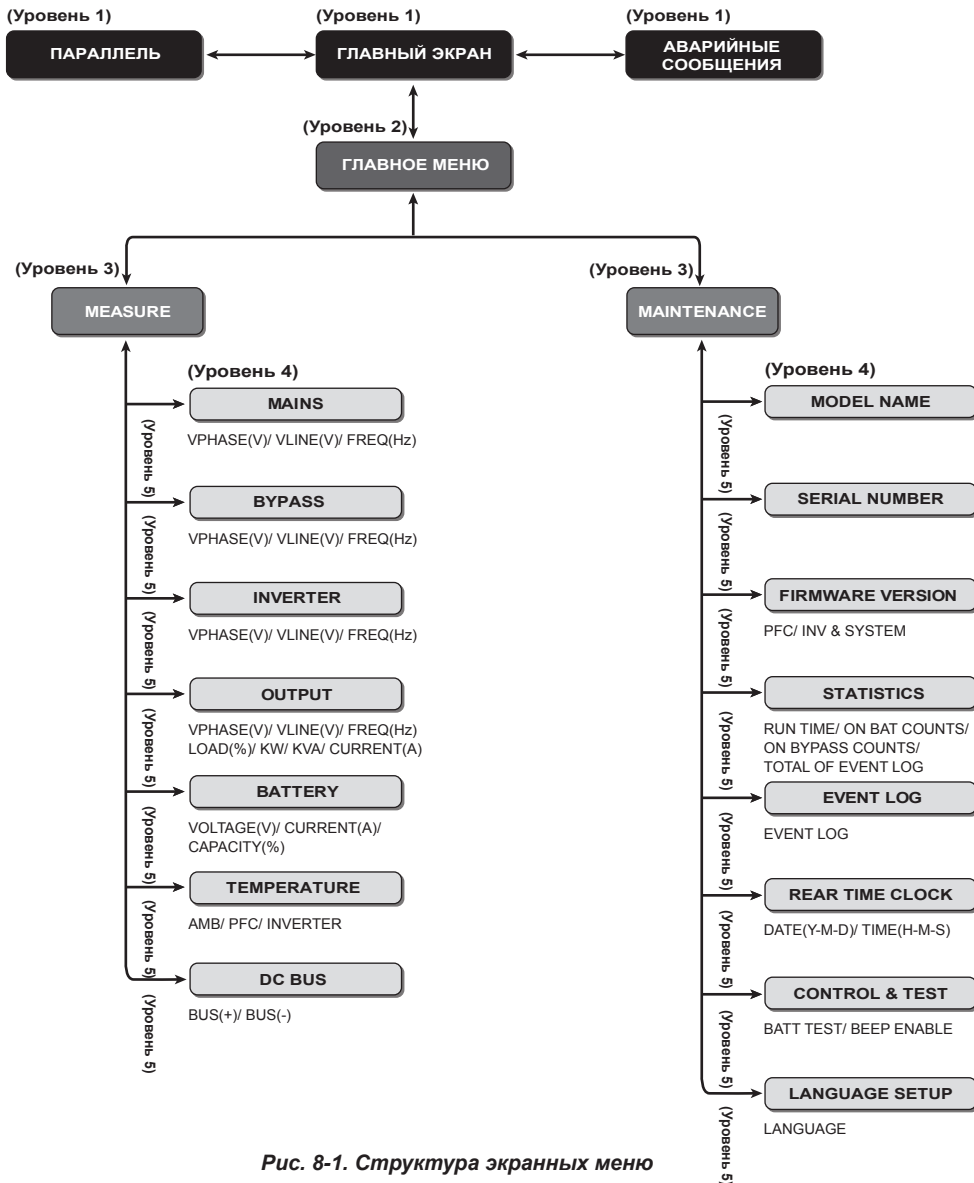 (Уровень 1)
(Уровень 1)
(Уровень 1)
ПАРАЛЛЕЛЬ
ГЛАВНЫЙ ЭКРАН
АВАРИЙНЫЕ
СООБЩЕНИЯ
(Уровень 2)
ГЛАВНОЕ МЕНЮ
(Уровень 3)
MEASURE
(Уровень 4)
MAINS
VPHASE(V)/ VLINE(V)/ FREQ(Hz)
(Уровень 5)
BYPASS
VPHASE(V)/ VLINE(V)/ FREQ(Hz)
(Уровень 5)
INVERTER
VPHASE(V)/ VLINE(V)/ FREQ(Hz)
(Уровень 5)
OUTPUT
VPHASE(V)/ VLINE(V)/ FREQ(Hz)
LOAD(%)/ KW/ KVA/ CURRENT(A)
(Уровень 5)
BATTERY
VOLTAGE(V)/ CURRENT(A)/
CAPACITY(%)
(Уровень 5)
TEMPERATURE
AMB/ PFC/ INVERTER
(Уровень 5)
DC BUS
BUS(+)/ BUS(-)
(Уровень 5)
(Уровень 3)
MAINTENANCE
(Уровень 4)
MODEL NAME
(Уровень 5)
SERIAL NUMBER
(Уровень 5)
FIRMWARE VERSION
PFC/ INV & SYSTEM
(Уровень 5)
STATISTICS
RUN TIME/ ON BAT COUNTS/
ON BYPASS COUNTS/
TOTAL OF EVENT LOG
(Уровень 5)
EVENT LOG
EVENT LOG
(Уровень 5)
REAR TIME CLOCK
DATE(Y-M-D)/ TIME(H-M-S)
(Уровень 5)
CONTROL & TEST
BATT TEST/ BEEP ENABLE
(Уровень 5)
LANGUAGE SETUP
LANGUAGE
(Уровень 5)
Рис. 8-1. Структура экранных меню